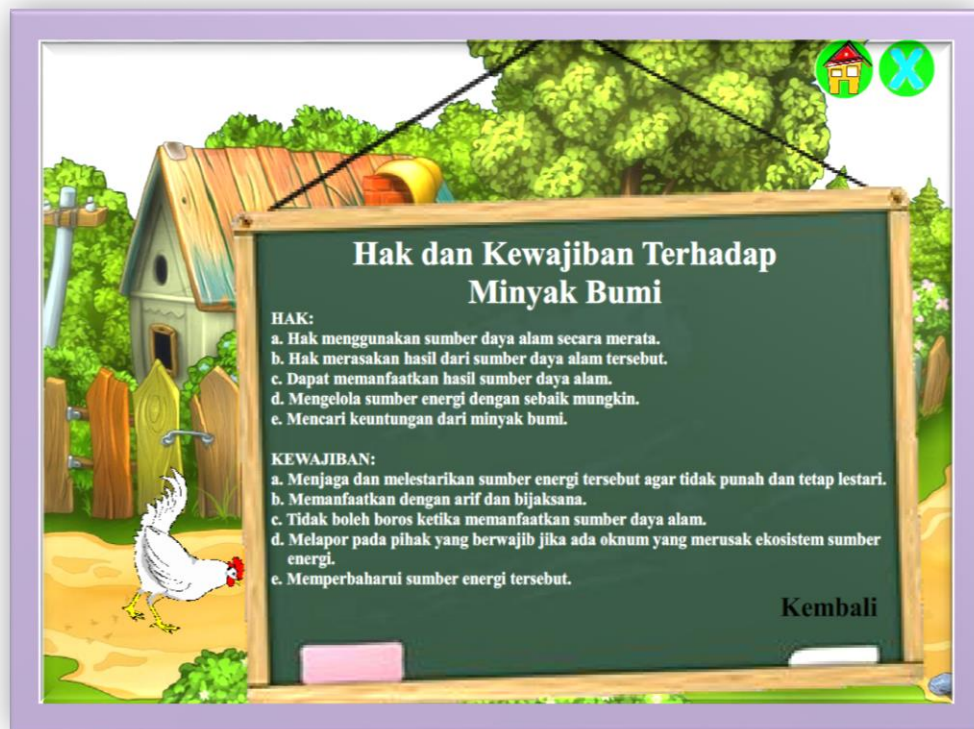 Hak dan Kewajiban Terhadap
Minyak Bumi
HAK:
a. Hak menggunakan sumber daya alam secara merata.
b. Hak merasakan hasil dari sumber daya alam tersebut.
c. Dapat memanfaatkan hasil sumber daya alam.
d. Mengelola sumber energi dengan sebaik mungkin.
e. Mencari keuntungan dari minyak bumi.
KEWAJIBAN:
a. Menjaga dan melestarikan sumber energi tersebut agar tidak punah dan tetap lestari.
b. Memanfaatkan dengan arif dan bijaksana.
c. Tidak boleh boros ketika memanfaatkan sumber daya alam.
d. Melapor pada pihak yang berwajib jika ada oknum yang merusak ekosistem sumber
energi.
e. Memperbaharui sumber energi tersebut.
Kembali